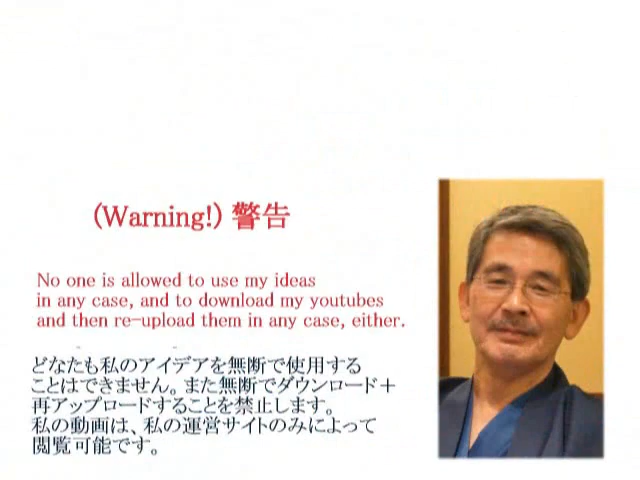 (Warning!) 警告
No one is allowed to use my ideas
in any case, and to download my youtubes
and then re-upload them in any case, either.
どなたも私のアイデアを無断で使用する
ことはできません。また無断でダウンロード＋
再アップロードすることを禁止します。
私の動画は、私の運営サイトのみによって
閲覧可能です。